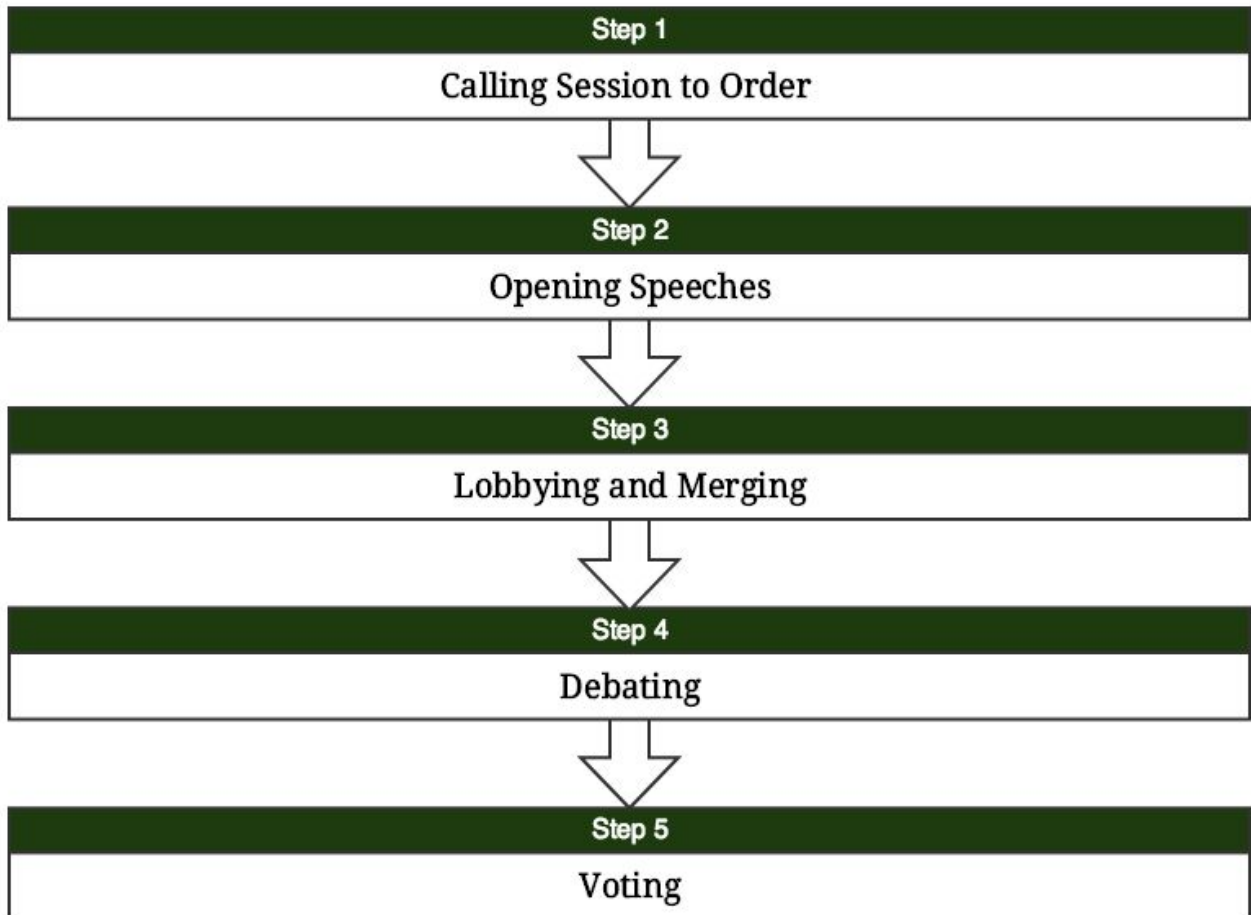 Step 1
Calling Session to Order
Step 2
Opening Speeches
Step 3
Lobbying and Merging
Step 4
Debating
Step 5
Voting